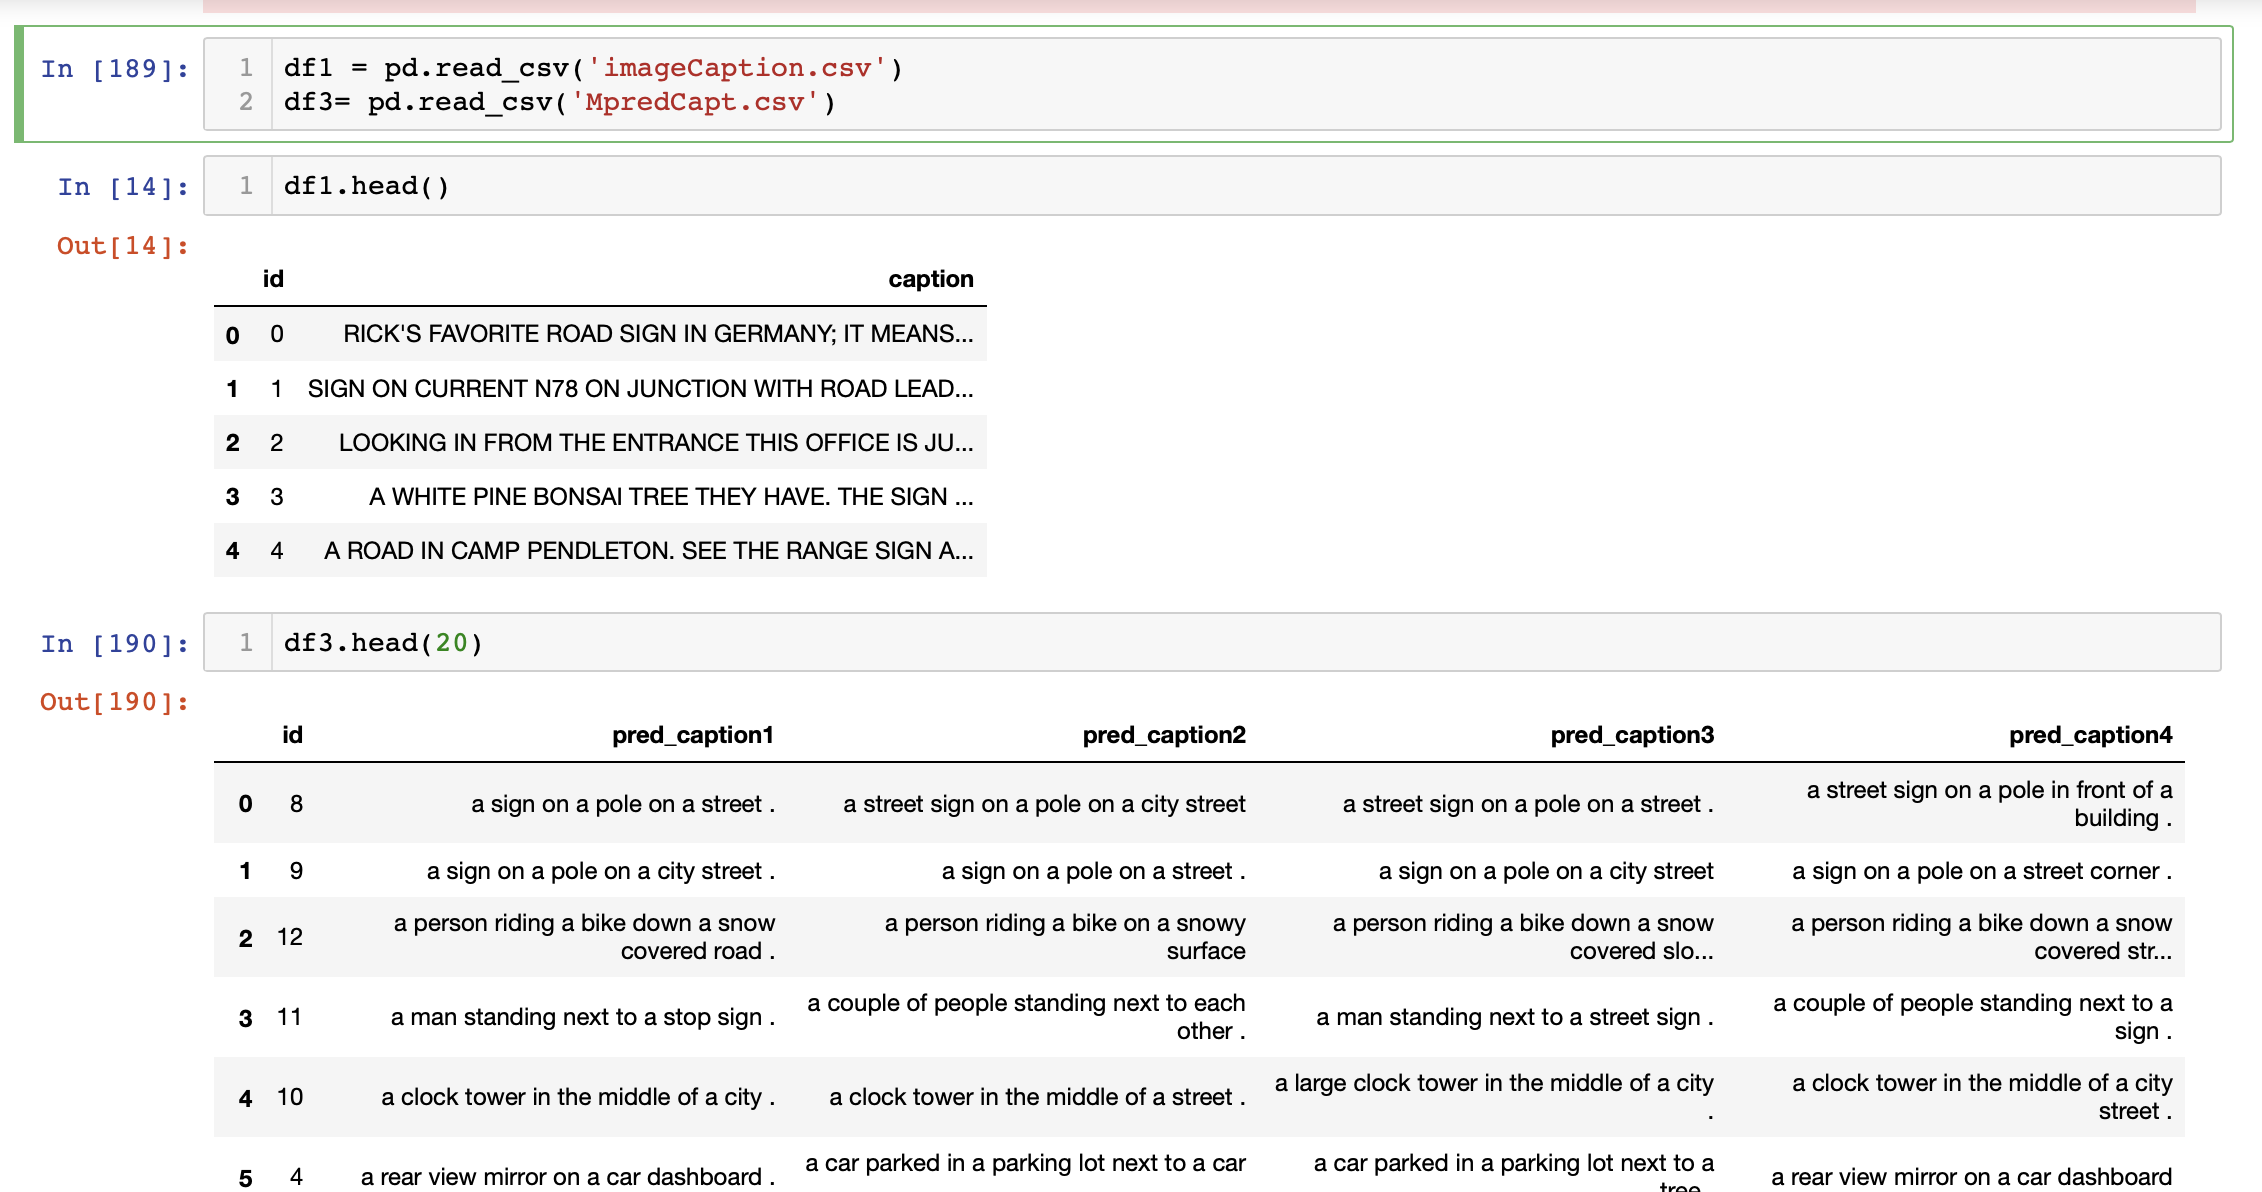 In [189]:
1 df1 = pd.read_csv('imageCaption.csv')
2 df3= pd.read_csv('MpredCapt.csv')
In [14]:
1 df1.head()
Out[14]:
id caption
0 0 RICK'S FAVORITE ROAD SIGN IN GERMANY; IT MEANS...
1 1 SIGN ON CURRENT N78 ON JUNCTION WITH ROAD LEAD...
2 2 LOOKING IN FROM THE ENTRANCE THIS OFFICE IS JU...
3 3 A WHITE PINE BONSAI TREE THEY HAVE. THE SIGN ...
4 4 A ROAD IN CAMP PENDLETON. SEE THE RANGE SIGN A...
In [190]:
1 df3.head(20)
Out[190]:
id pred_caption1 pred_caption2 pred_caption3 pred_caption4
0 8 a sign on a pole on a street . a street sign on a pole on a city street a street sign on a pole on a street . a street sign on a pole in front of a
building .
1 9 a sign on a pole on a city street . a sign on a pole on a street . a sign on a pole on a city street a sign on a pole on a street corner .
2 12 a person riding a bike down a snow
covered road .
a person riding a bike on a snowy
surface
a person riding a bike down a snow
covered slo...
a person riding a bike down a snow
covered str...
3 11 a man standing next to a stop sign . a couple of people standing next to each
other .
a man standing next to a street sign . a couple of people standing next to a
sign .
4 10 a clock tower in the middle of a city . a clock tower in the middle of a street . a large clock tower in the middle of a city
.
a clock tower in the middle of a city
street .
5 4 a rear view mirror on a car dashboard . a car parked in a parking lot next to a car a car parked in a parking lot next to a
tree
a rear view mirror on a car dashboard